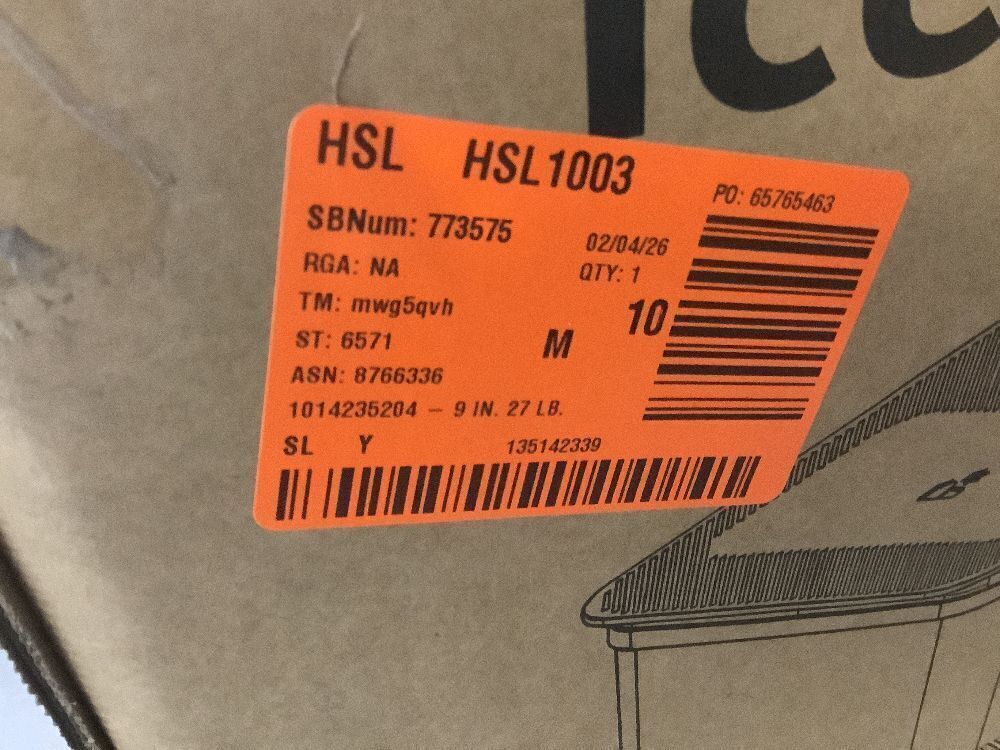 HSL HSL1003
PO: 65765463
SBNum: 773575
02/04/26
RGA: NA
QTY: 1
TM: mwg5qvh
10
ST: 6571
M
ASN: 8766336
1014235204 – 9 IN. 27 LB.
SL Y 135142339